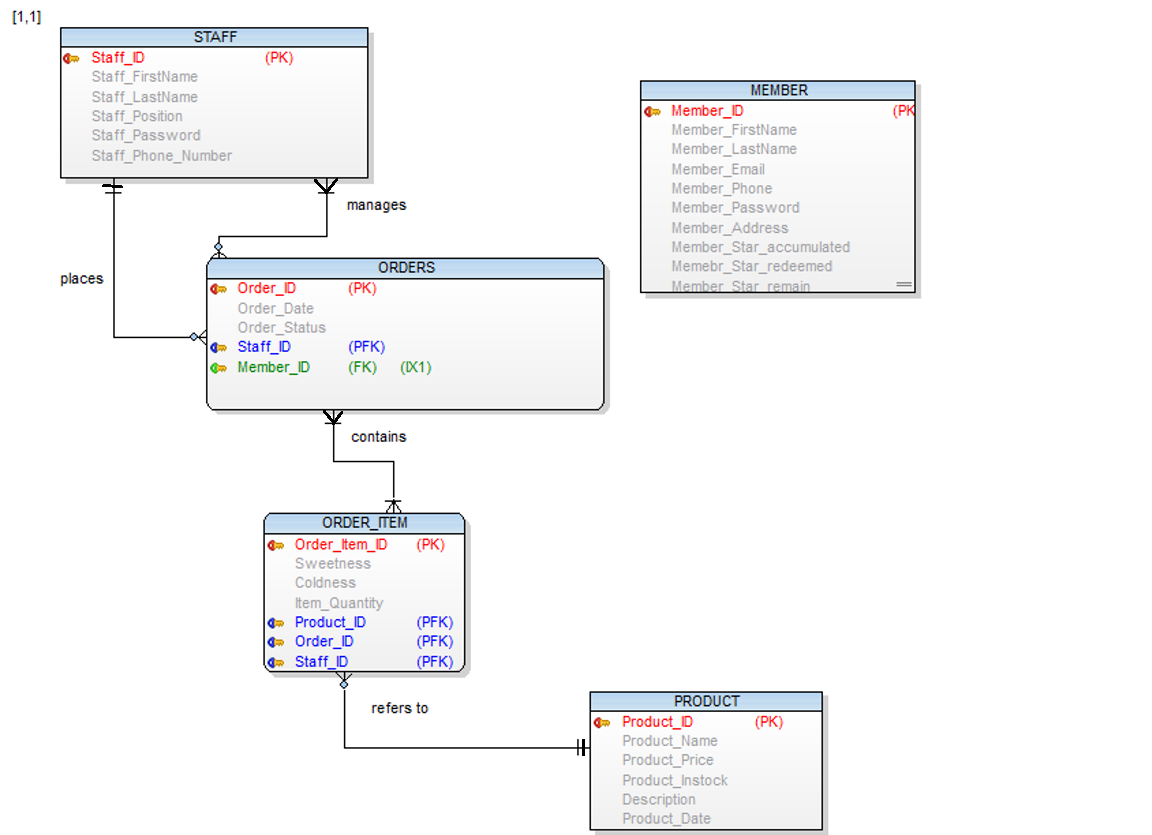 [1,1]
STAFF
Staff_ID (PK)
Staff_FirstName
Staff_LastName
Staff_Position
Staff_Password
Staff_Phone_Number
MEMBER
Member_ID (PK
Member_FirstName
Member_LastName
Member_Email
Member_Phone
Member_Password
Member_Address
Member_Star_accumulated
Memebr_Star_redeemed
Member_Star_remain
manages
places
ORDERS
Order_ID (PK)
Order_Date
Order_Status
Staff_ID (PFK)
Member_ID (FK) (IX1)
contains
ORDER_ITEM
Order_Item_ID (PK)
Sweetness
Coldness
Item_Quantity
Product_ID (PFK)
Order_ID (PFK)
Staff_ID (PFK)
refers to
PRODUCT
Product_ID (PK)
Product_Name
Product_Price
Product_Instock
Description
Product_Date